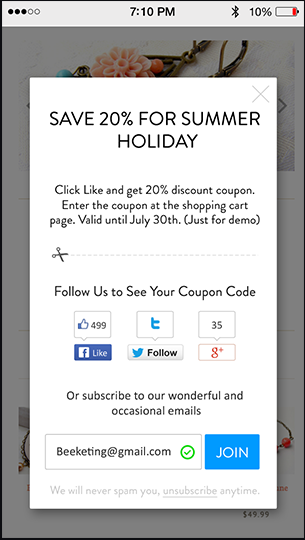 7:10 PM 10%
SAVE 20% FOR SUMMER
HOLIDAY
Click Like and get 20% discount coupon.
Enter the coupon at the shopping cart
page. Valid until July 30th. (Just for demo)
Follow Us to See Your Coupon Code
499 35
f Like Follow g+
Or subscribe to our wonderful and
occasional emails
Beeketing@gmail.com JOIN
We will never spam you, unsubscribe anytime.
$49.99